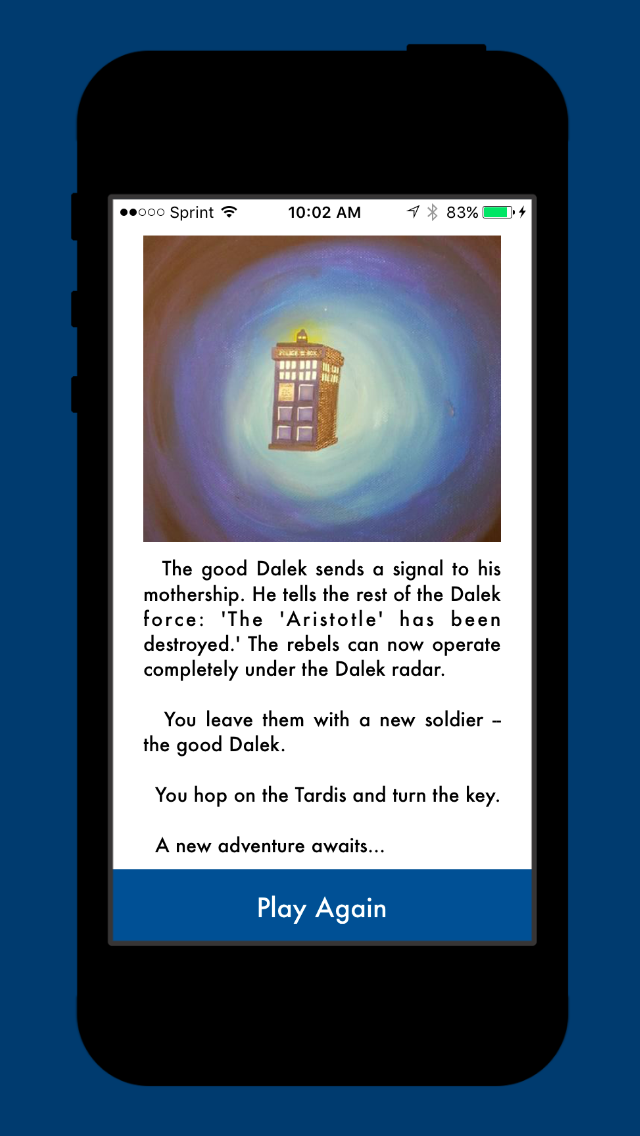 Sprint 10:02 AM 83%
POLICE BOX
The good Dalek sends a signal to his
mothership. He tells the rest of the Dalek
force: 'The 'Aristotle' has been
destroyed.' The rebels can now operate
completely under the Dalek radar.
You leave them with a new soldier –
the good Dalek.
You hop on the Tardis and turn the key.
A new adventure awaits...
Play Again